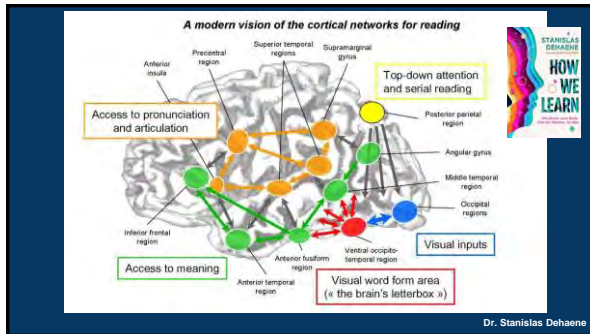 A modern vision of the cortical networks for reading
Superior temporal
regions
Supramarginal
gyrus
Precentral
region
Anterior
insula
Top-down attention
and serial reading
Access to pronunciation
and articulation
Posterior parietal
region
Angular gyrus
Middle temporal
region
Occipital
regions
Inferior frontal
region
Visual inputs
Anterior fusiform
region
Ventral occipito-
temporal region
Access to meaning
Anterior temporal
region
Visual word form area
(« the brain's letterbox »)
STANISLAS
DEHAENE
HOW
WE
LEARN
Dr. Stanislas Dehaene